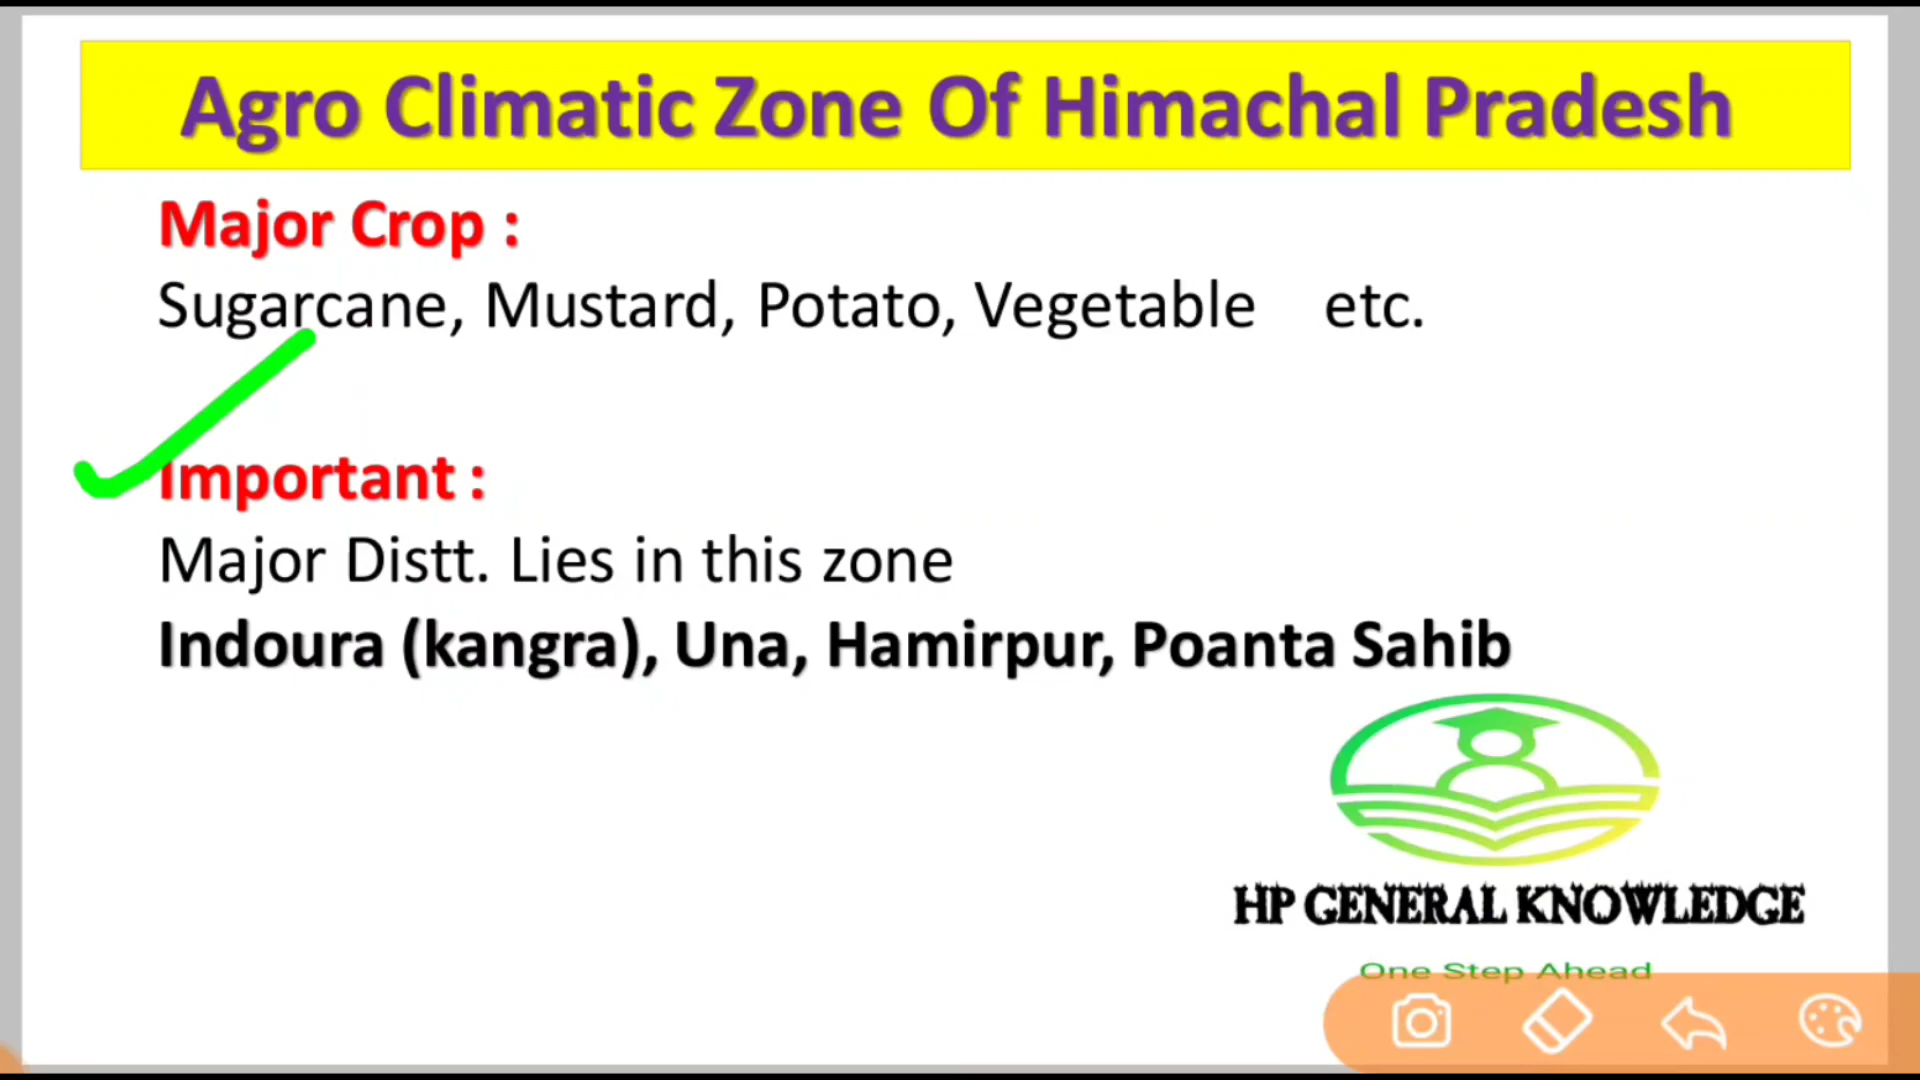 Agro Climatic Zone Of Himachal Pradesh
Major Crop :
Sugarcane, Mustard, Potato, Vegetable etc.
Important :
Major Distt. Lies in this zone
Indoura (kangra), Una, Hamirpur, Poanta Sahib
HP GENERAL KNOWLEDGE
One Step Ahead